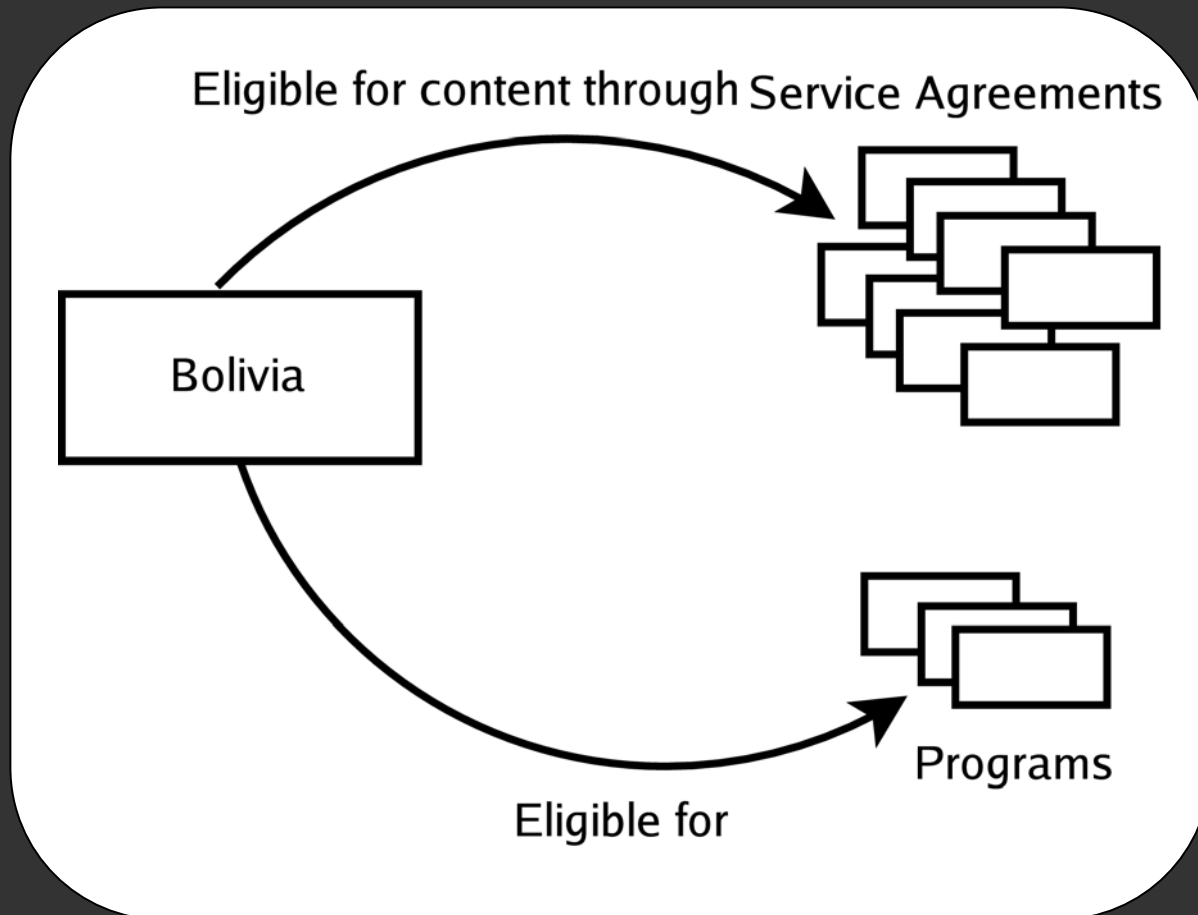 Eligible for content through Service Agreements
Bolivia
Programs
Eligible for